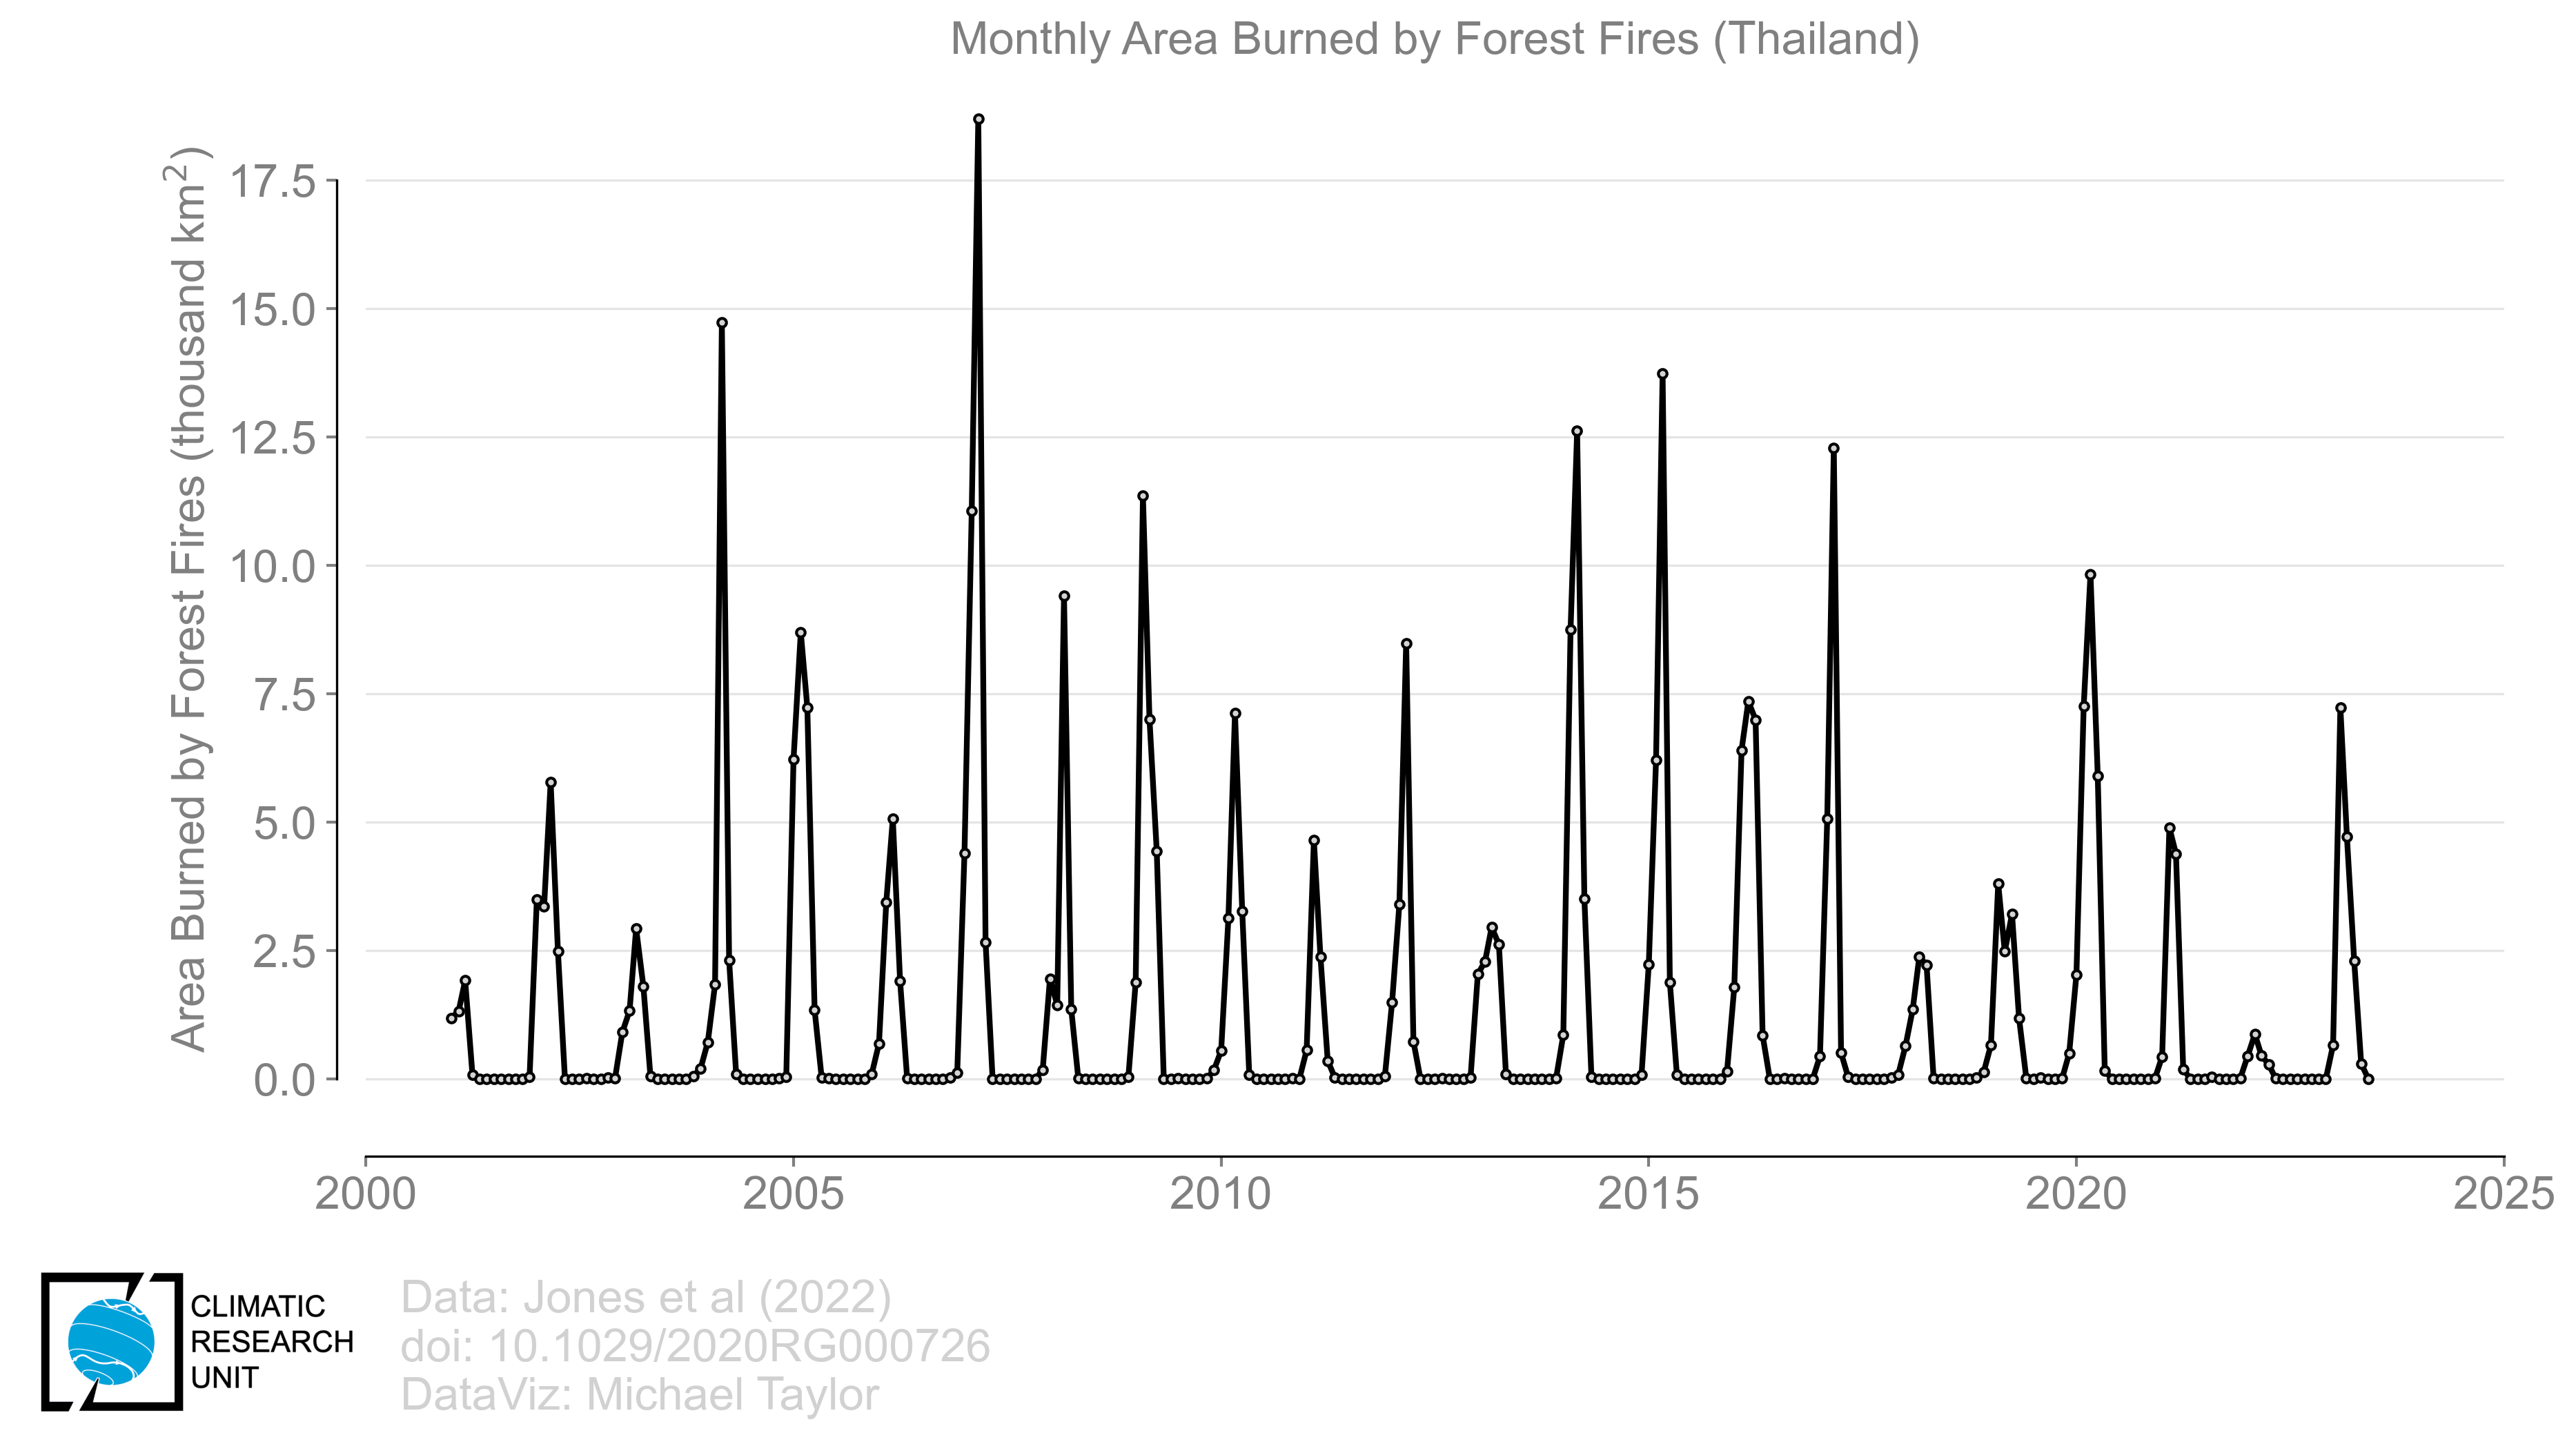 Monthly Area Burned by Forest Fires (Thailand)
Area Burned by Forest Fires (thousand km²)
17.5
15.0
12.5
10.0
7.5
5.0
2.5
0.0
2000 2005 2010 2015 2020 2025
CLIMATIC
RESEARCH
UNIT
Data: Jones et al (2022)
doi: 10.1029/2020RG000726
DataViz: Michael Taylor